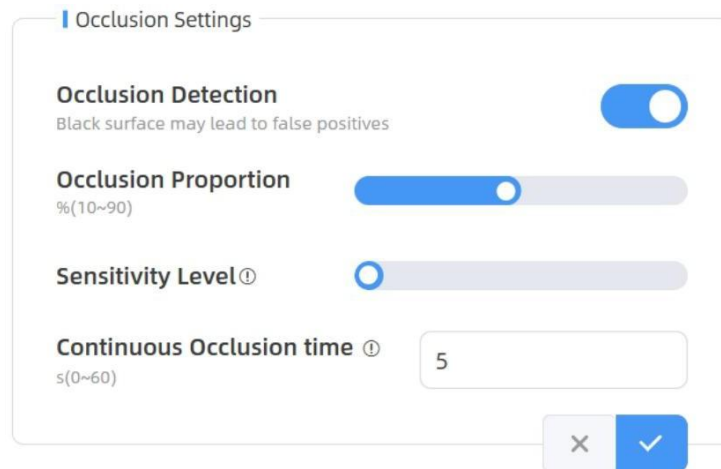 Occlusion Settings
Occlusion Detection
Black surface may lead to false positives
Occlusion Proportion
%(10~90)
Sensitivity Level
Continuous Occlusion time
s(0~60)
5